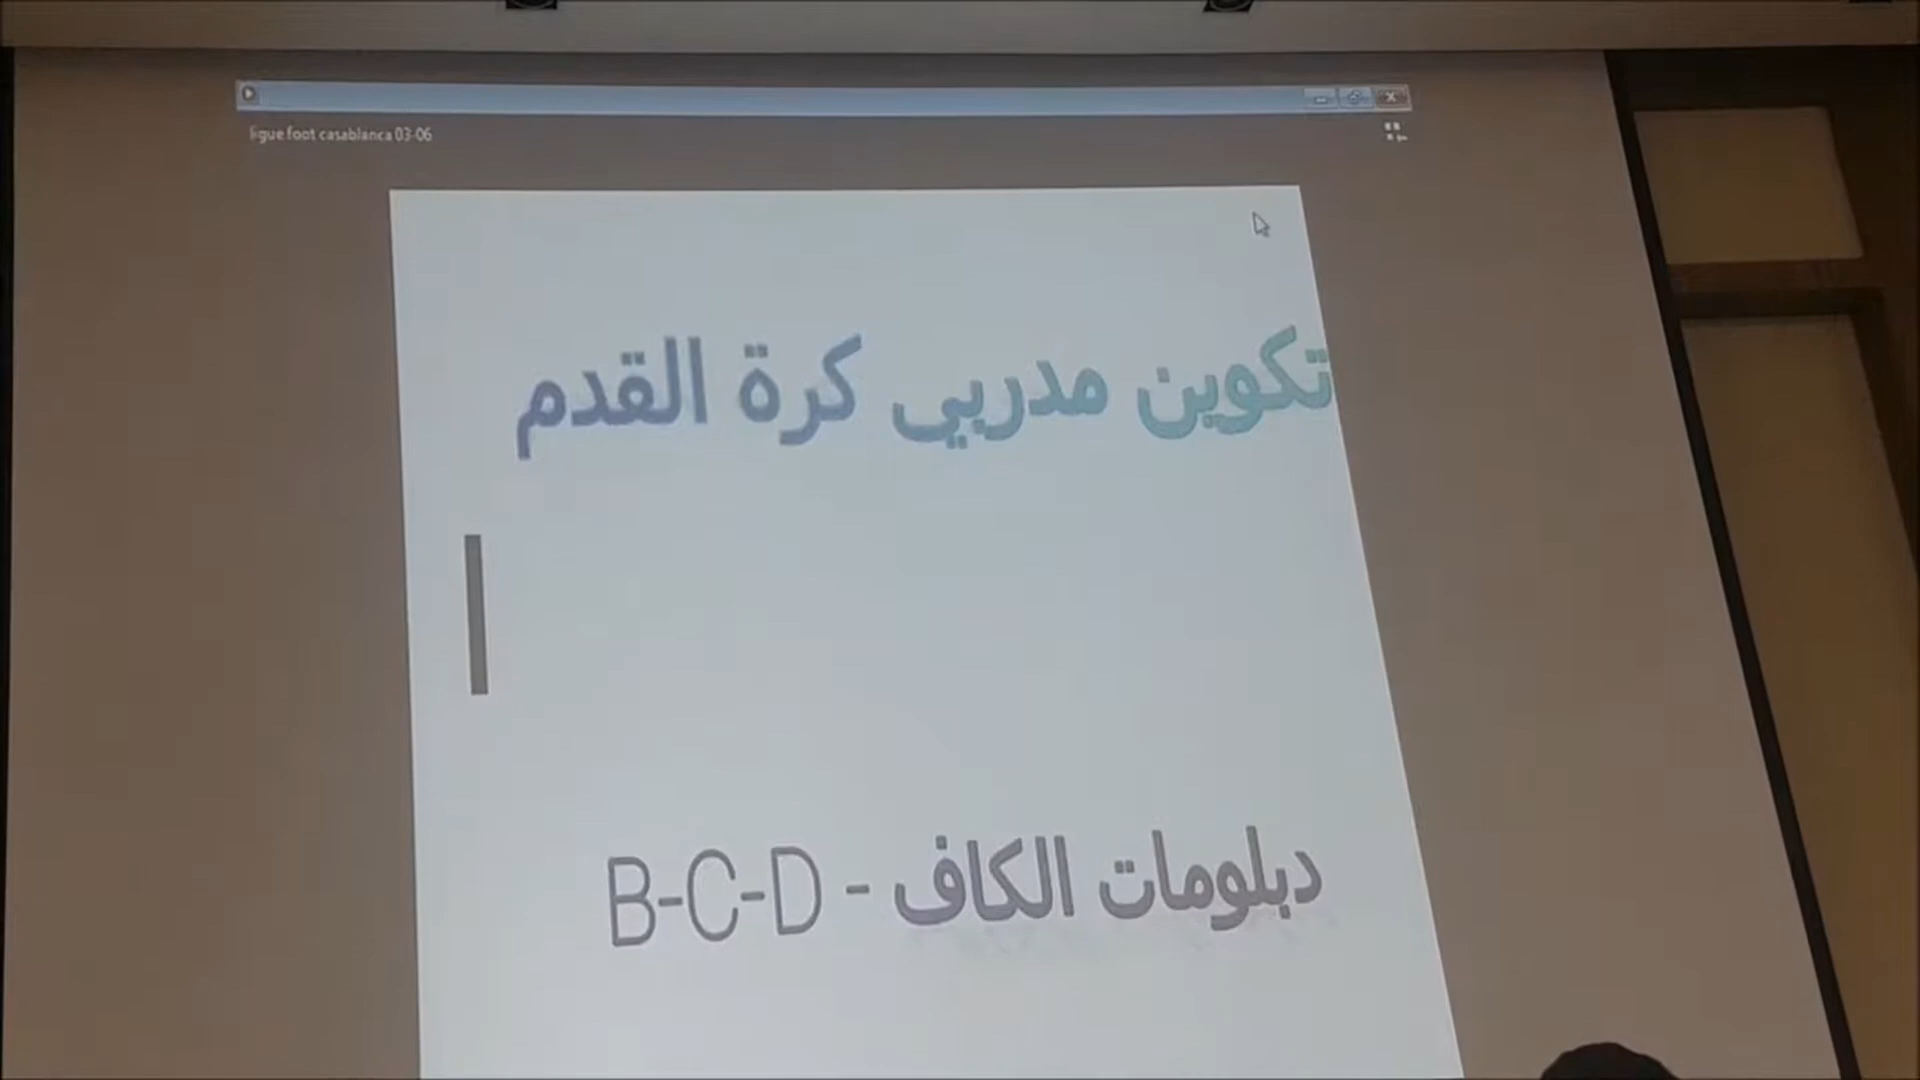 ligue foot casablanca 03-06
تكوين مدربي كرة القدم
دبلومات الكاف - B-C-D